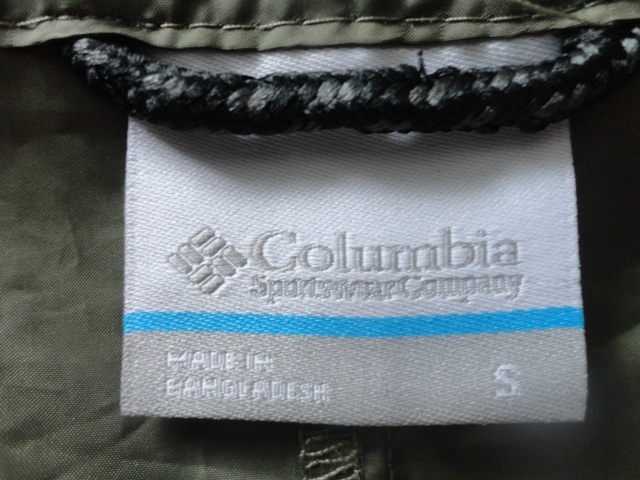 Columbia
Sportswear Company
MADE IN
BANGLADESH
S